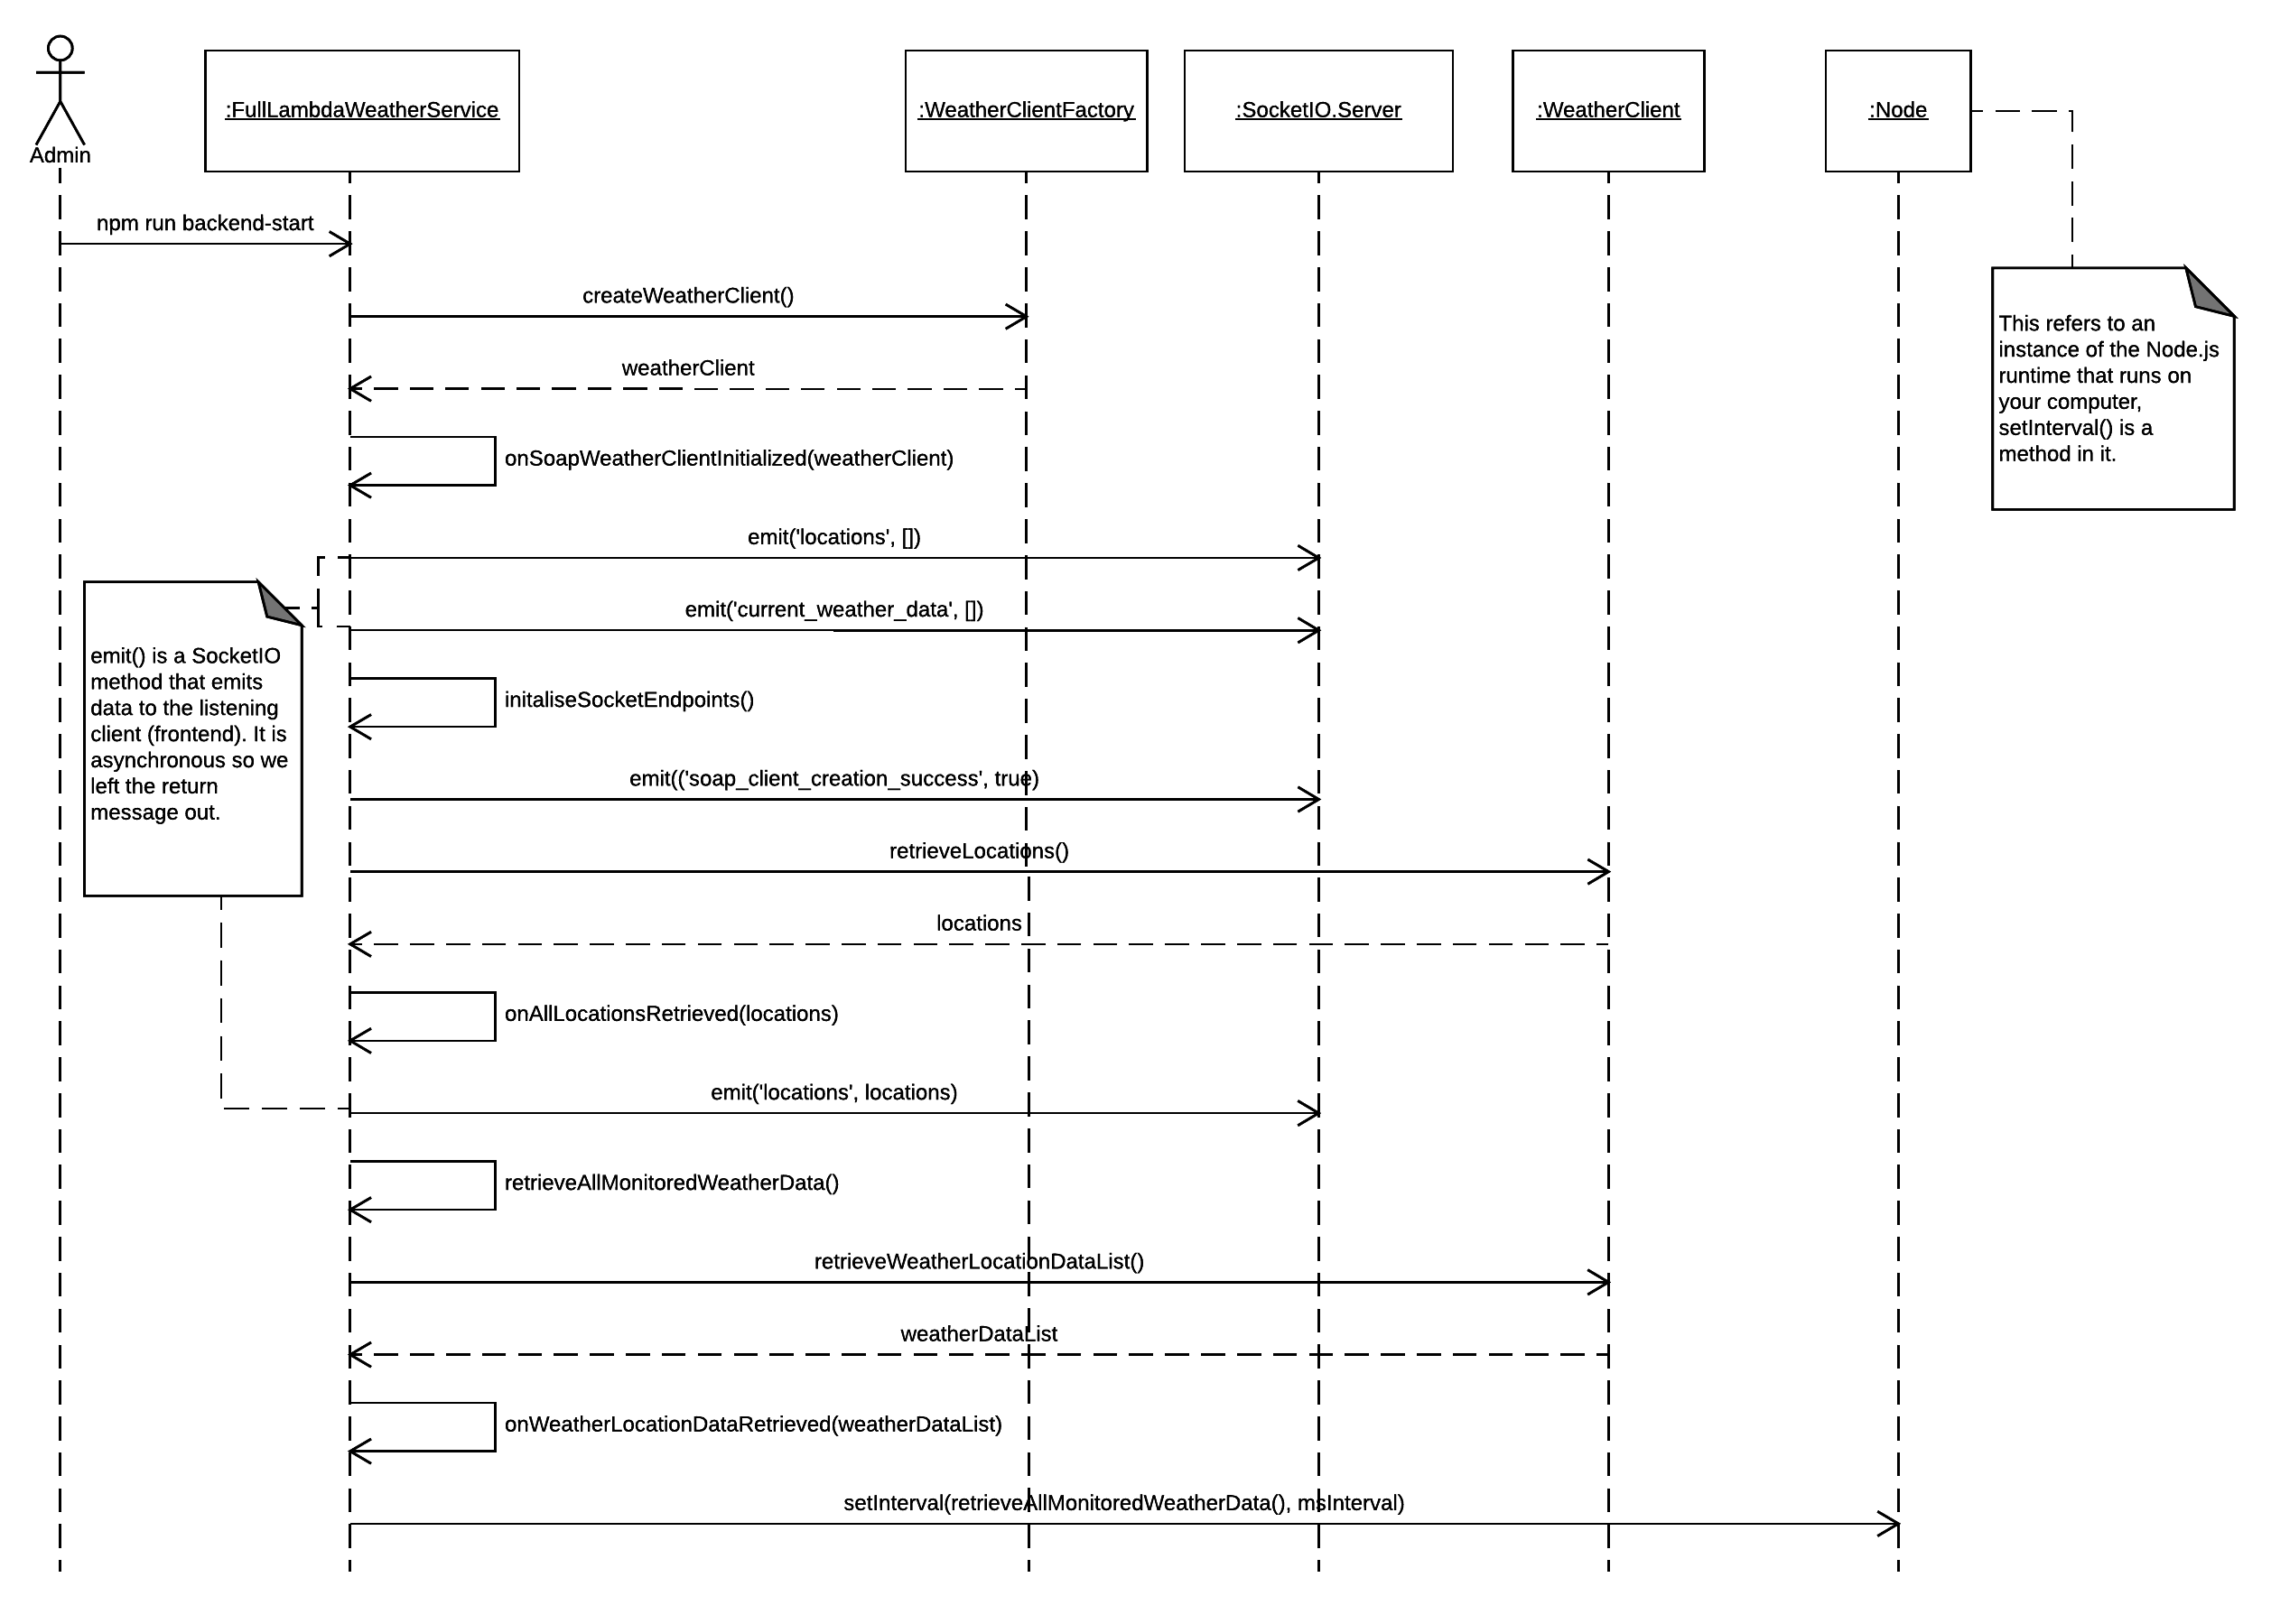 :FullLambdaWeatherService
:WeatherClientFactory
:SocketIO.Server
:WeatherClient
:Node
Admin
npm run backend-start
createWeatherClient()
This refers to an
instance of the Node.js
runtime that runs on
your computer,
setInterval() is a
method in it.
weatherClient
onSoapWeatherClientInitialized(weatherClient)
emit('locations', [])
emit('current_weather_data', [])
emit() is a SocketIO
method that emits
data to the listening
client (frontend). It is
asynchronous so we
left the return
message out.
initaliseSocketEndpoints()
emit(('soap_client_creation_success', true)
retrieveLocations()
locations
onAllLocationsRetrieved(locations)
emit('locations', locations)
retrieveAllMonitoredWeatherData()
retrieveWeatherLocationDataList()
weatherDataList
onWeatherLocationDataRetrieved(weatherDataList)
setInterval(retrieveAllMonitoredWeatherData(), msInterval)